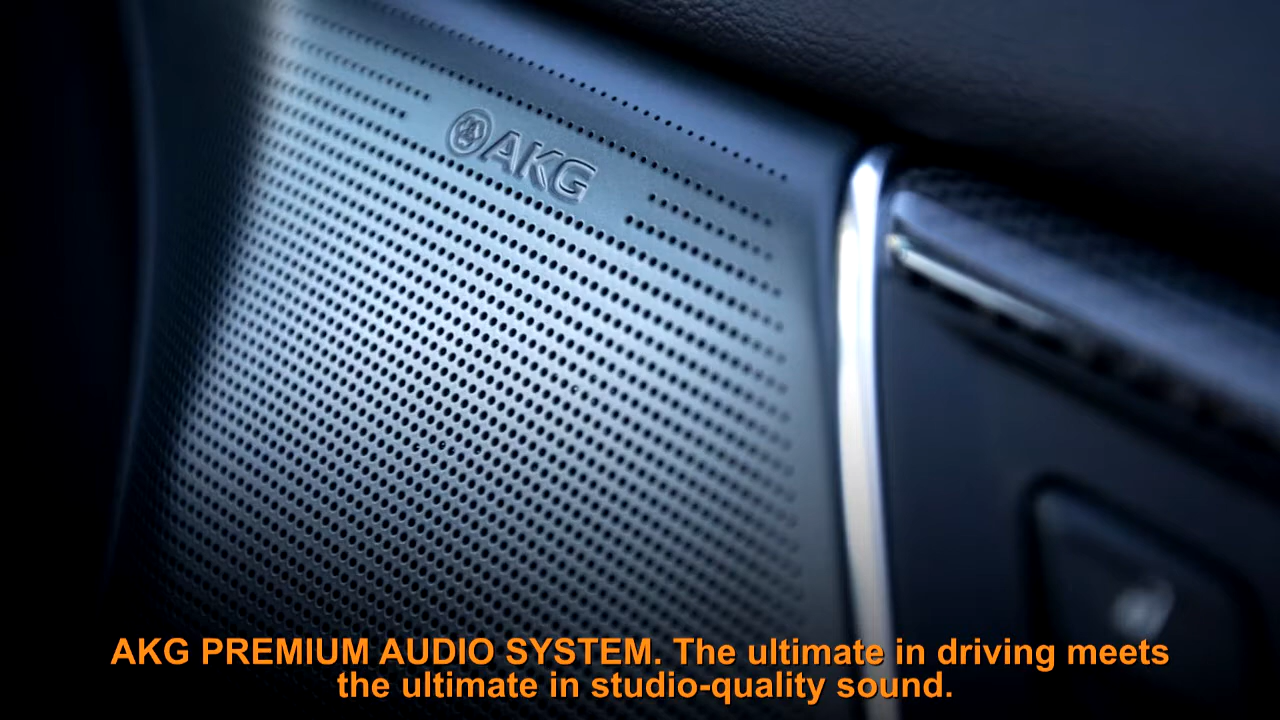 AKG
AKG PREMIUM AUDIO SYSTEM. The ultimate in driving meets
the ultimate in studio-quality sound.